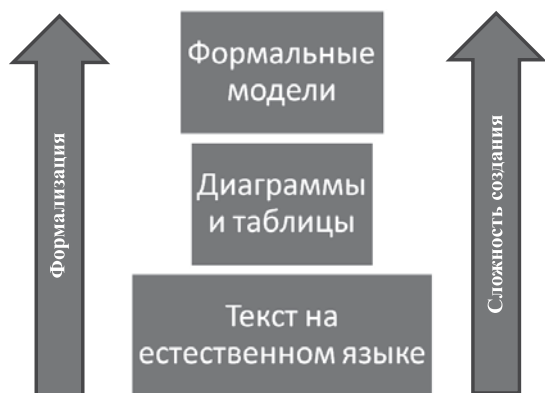 Формальные
модели
Формализация
Диаграммы
и таблицы
Сложность создания
Текст на
естественном языке